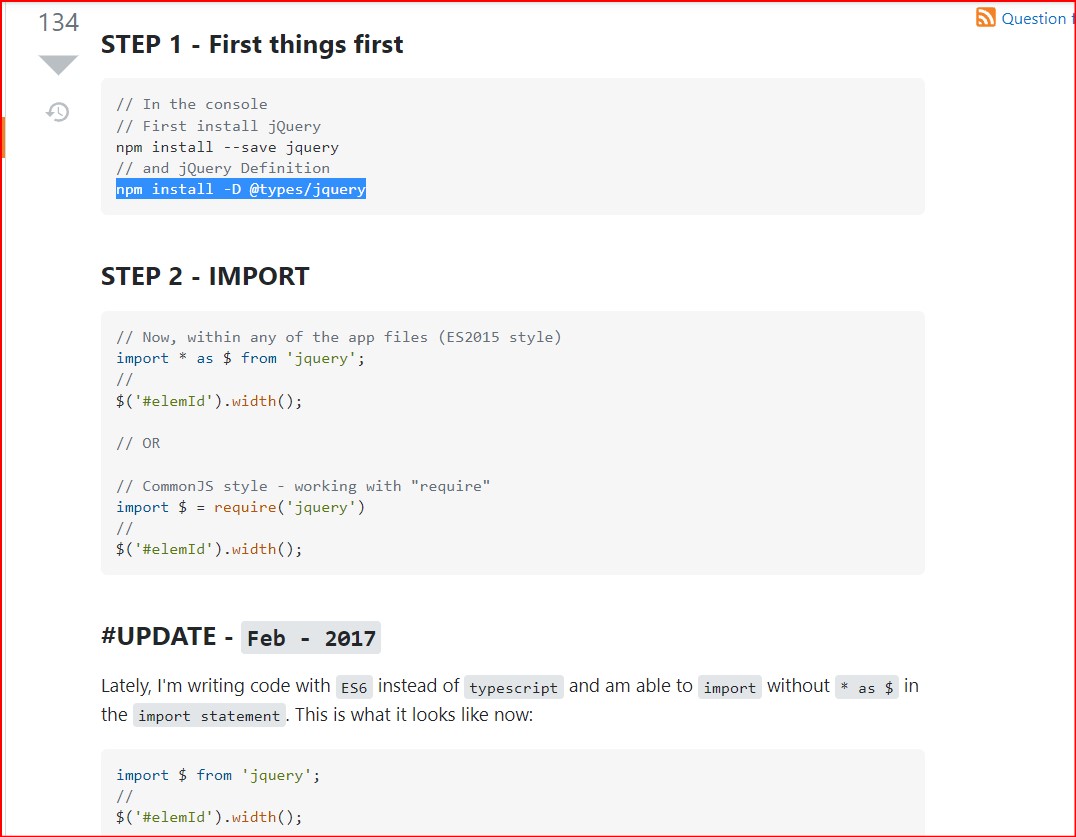 134
Question
STEP 1 - First things first
// In the console
// First install jQuery
npm install --save jquery
// and jQuery Definition
npm install -D @types/jquery
STEP 2 - IMPORT
// Now, within any of the app files (ES2015 style)
import * as $ from 'jquery';
//
$('#elemId').width();
// OR
// CommonJS style - working with "require"
import $ = require('jquery')
//
$('#elemId').width();
#UPDATE - Feb - 2017
Lately, I'm writing code with ES6 instead of typescript and am able to import without * as $ in
the import statement. This is what it looks like now:
import $ from 'jquery';
//
$('#elemId').width();